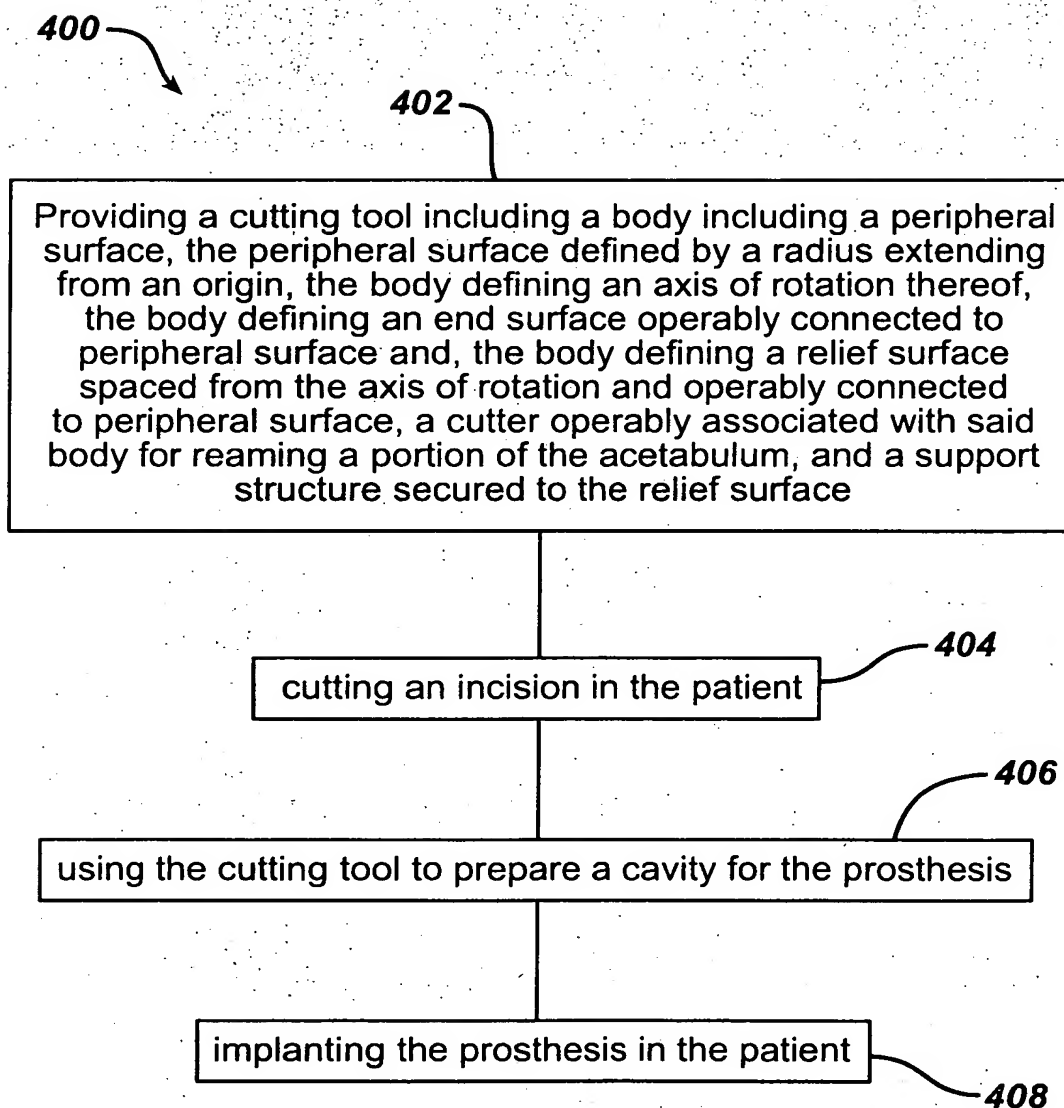 400
402
Providing a cutting tool including a body including a peripheral
surface, the peripheral surface defined by a radius extending
from an origin, the body defining an axis of rotation thereof,
the body defining an end surface operably connected to
peripheral surface and, the body defining a relief surface
spaced from the axis of rotation and operably connected
to peripheral surface, a cutter operably associated with said
body for reaming a portion of the acetabulum, and a support
structure secured to the relief surface
404
cutting an incision in the patient
406
using the cutting tool to prepare a cavity for the prosthesis
implanting the prosthesis in the patient
408